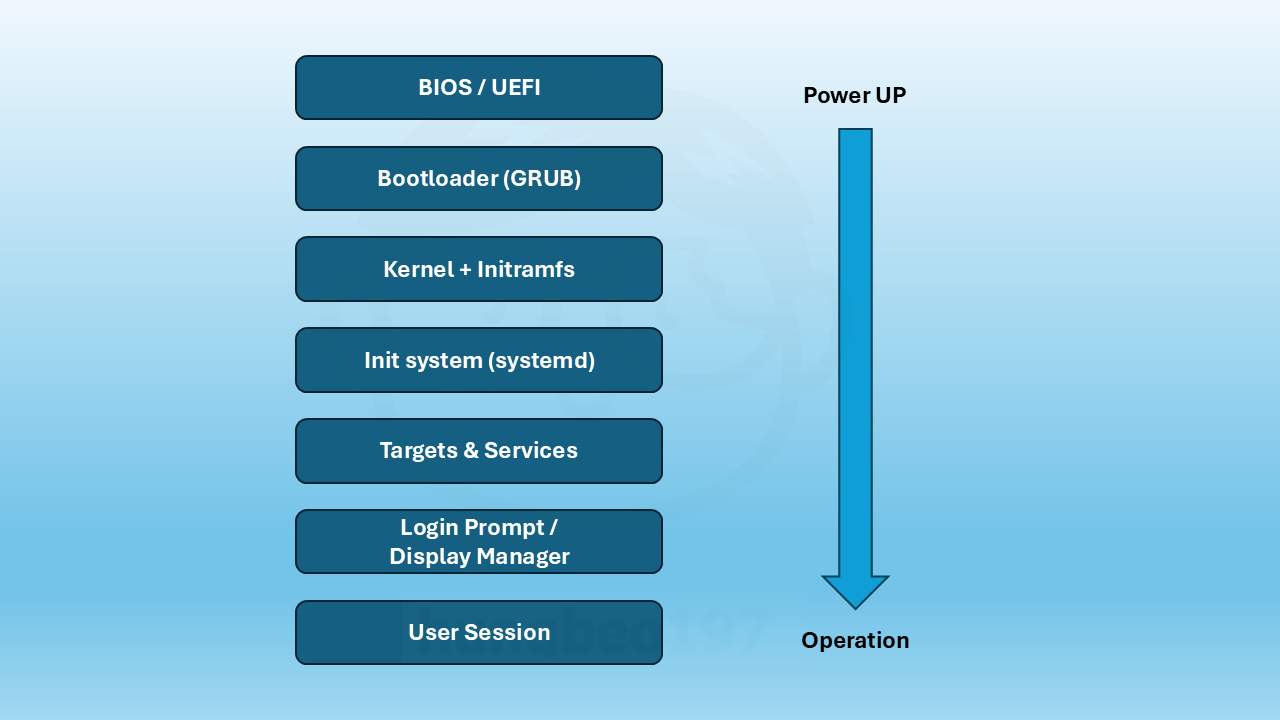 BIOS / UEFI
Power UP
Bootloader (GRUB)
Kernel + Initramfs
Init system (systemd)
Targets & Services
Login Prompt /
Display Manager
User Session
Operation